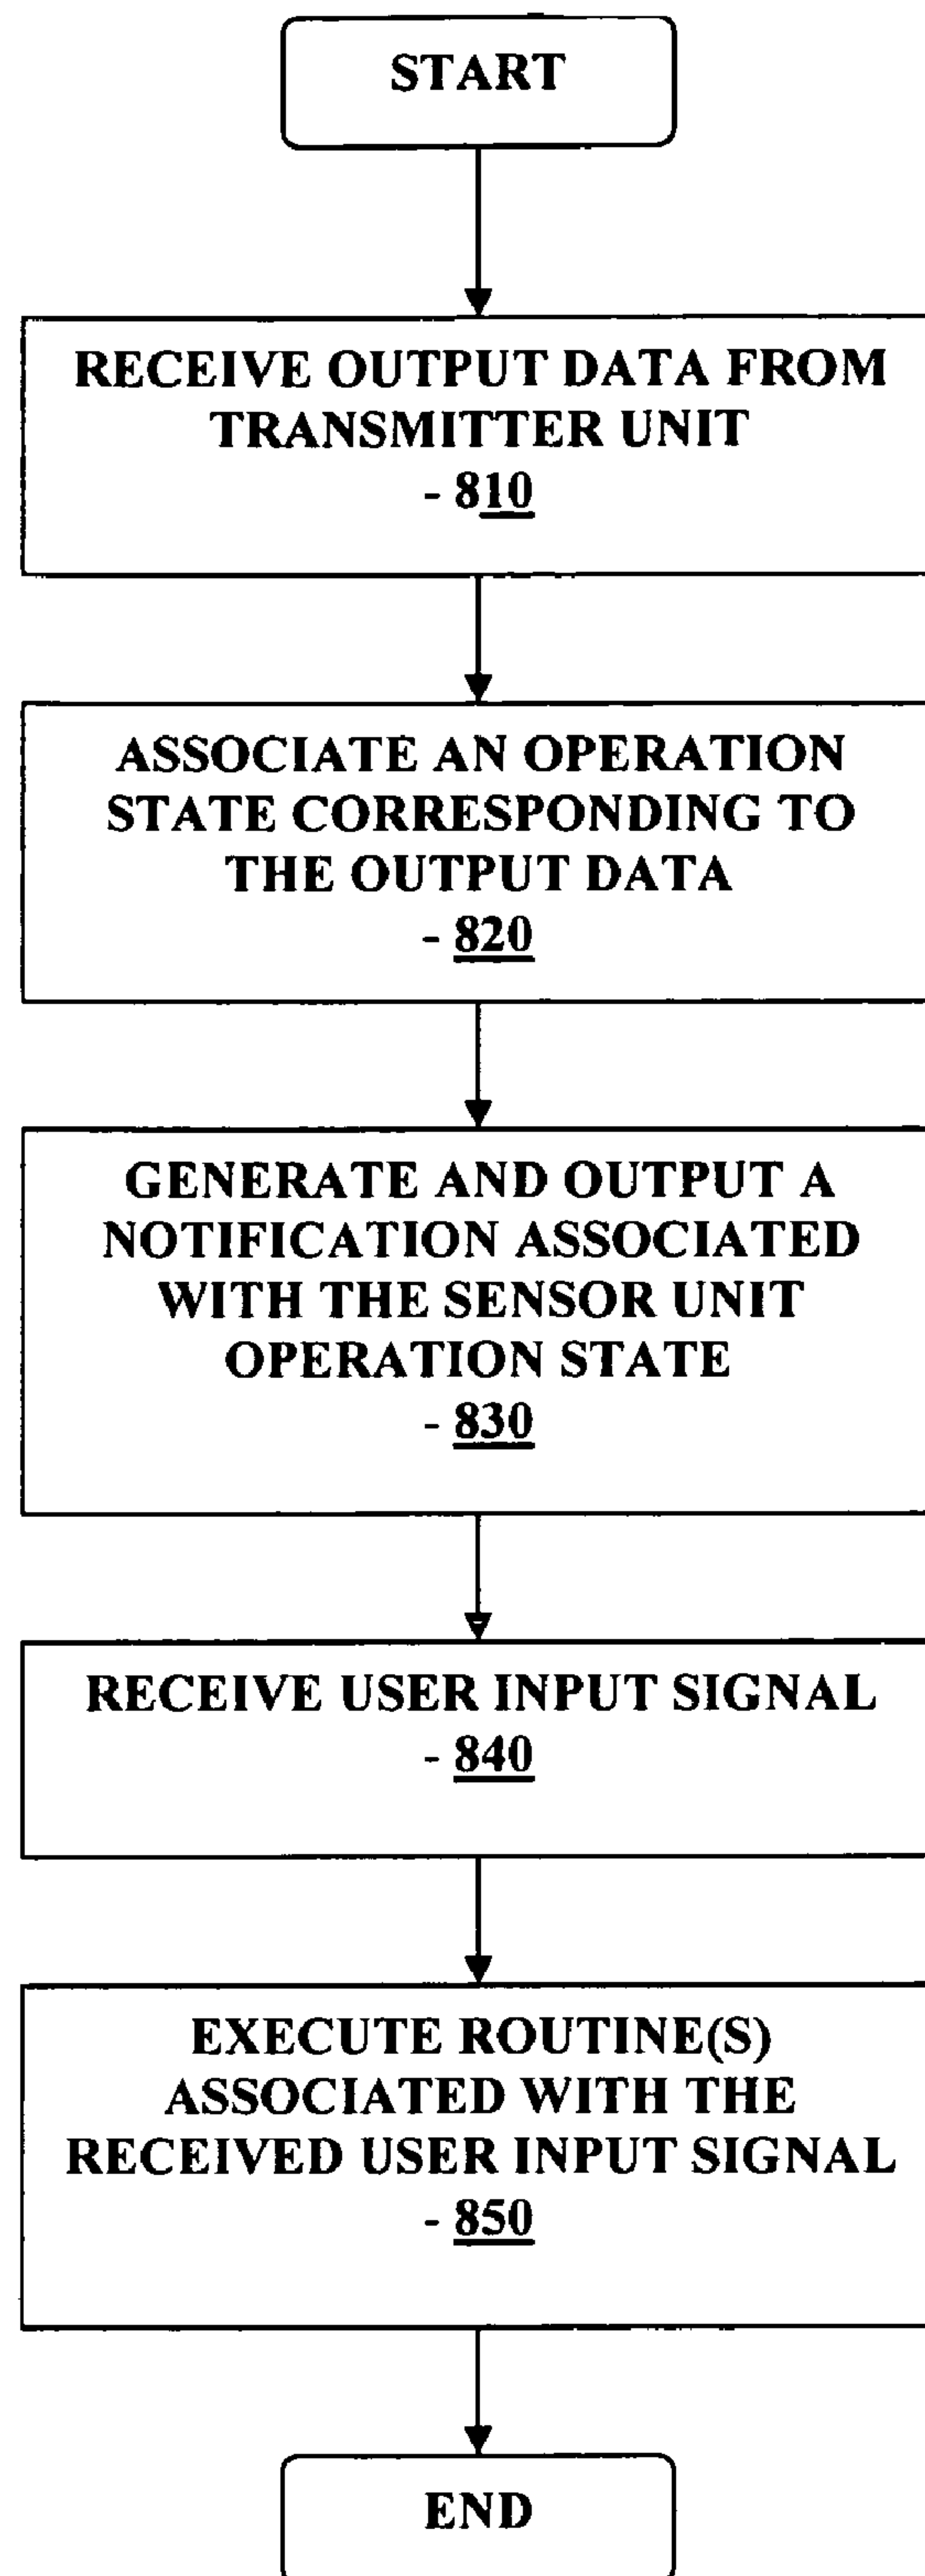 START
RECEIVE OUTPUT DATA FROM
TRANSMITTER UNIT
- 810
ASSOCIATE AN OPERATION
STATE CORRESPONDING TO
THE OUTPUT DATA
- 820
GENERATE AND OUTPUT A
NOTIFICATION ASSOCIATED
WITH THE SENSOR UNIT
OPERATION STATE
- 830
RECEIVE USER INPUT SIGNAL
- 840
EXECUTE ROUTINE(S)
ASSOCIATED WITH THE
RECEIVED USER INPUT SIGNAL
- 850
END